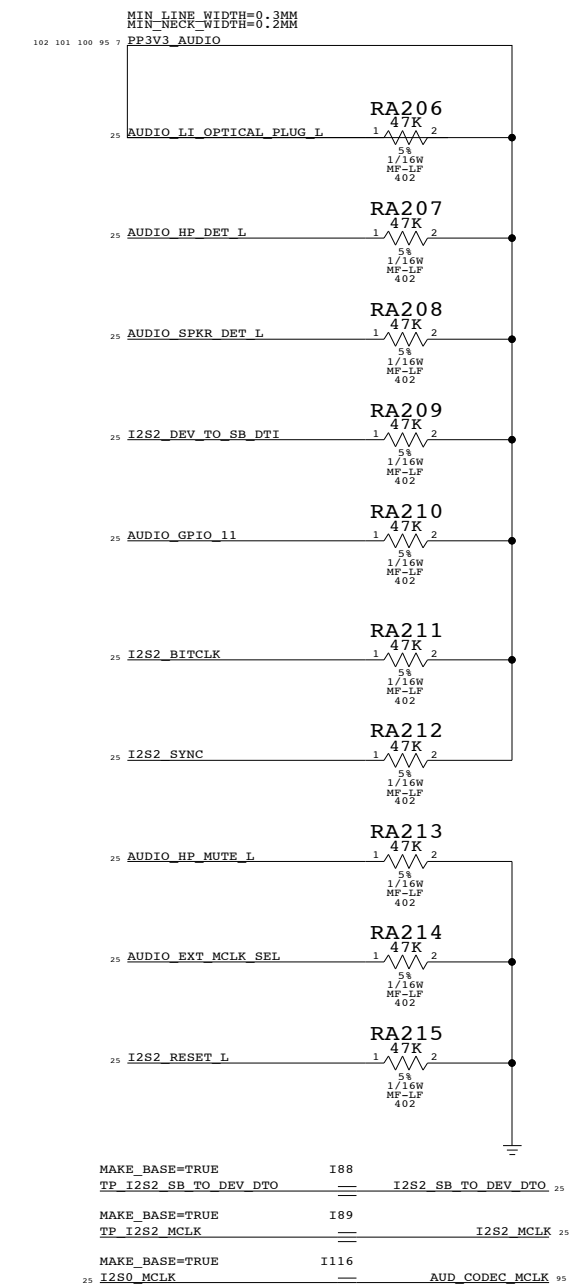 MIN_LINE_WIDTH=0.3MM
MIN_NECK_WIDTH=0.2MM
102 101 100 95 7 PP3V3_AUDIO
RA206
47K
25 AUDIO_LI_OPTICAL_PLUG_L 1 2
5%
1/16W
MF-LF
402
RA207
47K
25 AUDIO_HP_DET_L 1 2
5%
1/16W
MF-LF
402
RA208
47K
25 AUDIO_SPKR_DET_L 1 2
5%
1/16W
MF-LF
402
RA209
47K
25 I2S2_DEV_TO_SB_DTI 1 2
5%
1/16W
MF-LF
402
RA210
47K
25 AUDIO_GPIO_11 1 2
5%
1/16W
MF-LF
402
RA211
47K
25 I2S2_BITCLK 1 2
5%
1/16W
MF-LF
402
RA212
47K
25 I2S2_SYNC 1 2
5%
1/16W
MF-LF
402
RA213
47K
25 AUDIO_HP_MUTE_L 1 2
5%
1/16W
MF-LF
402
RA214
47K
25 AUDIO_EXT_MCLK_SEL 1 2
5%
1/16W
MF-LF
402
RA215
47K
25 I2S2_RESET_L 1 2
5%
1/16W
MF-LF
402
MAKE_BASE=TRUE I88
TP_I2S2_SB_TO_DEV_DTO I2S2_SB_TO_DEV_DTO 25
MAKE_BASE=TRUE I89
TP_I2S2_MCLK I2S2_MCLK 25
MAKE_BASE=TRUE I116
25 I2S0_MCLK AUD_CODEC_MCLK 95